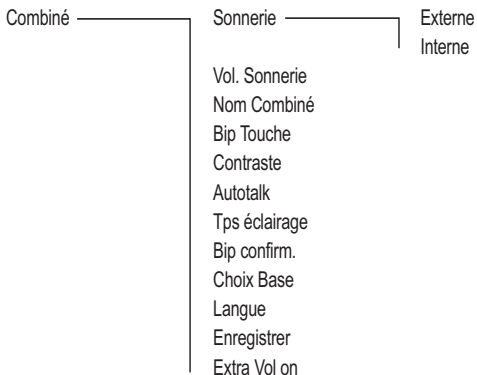 Combiné Sonnerie Externe
Interne
Vol. Sonnerie
Nom Combiné
Bip Touche
Contraste
Autotalk
Tps éclairage
Bip confirm.
Choix Base
Langue
Enregistrer
Extra Vol on